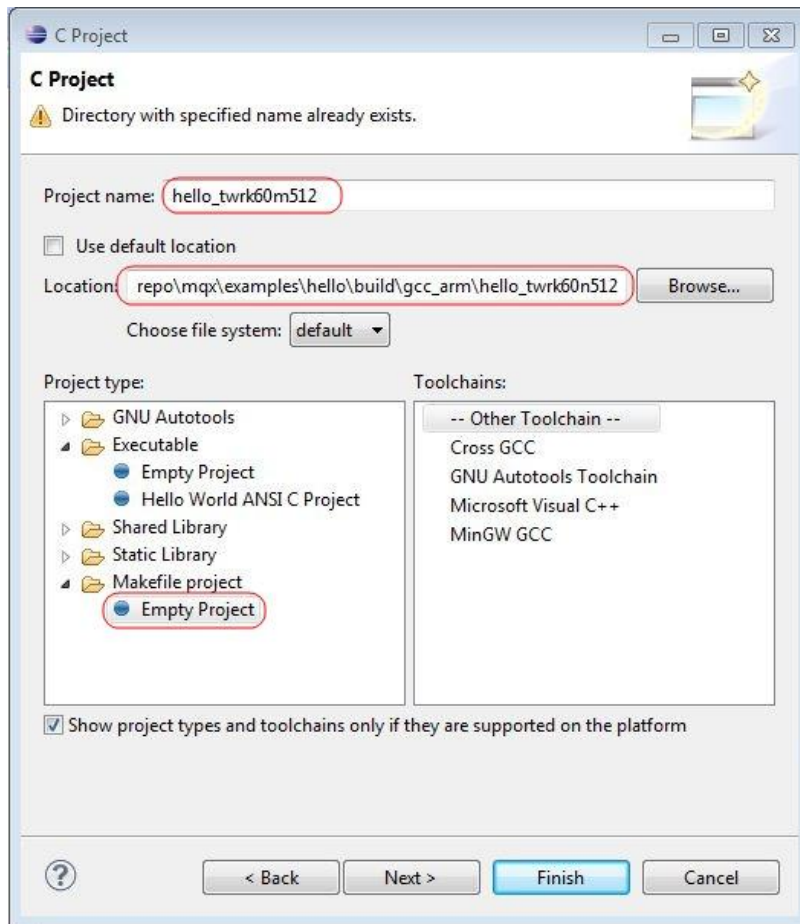 C Project
C Project
Directory with specified name already exists.
Project name: hello_twrk60m512
Use default location
Location: repo\mqx\examples\hello\build\gcc_arm\hello_twrk60n512 Browse...
Choose file system: default
Project type: Toolchains:
GNU Autotools
-- Other Toolchain --
Executable
Cross GCC
Empty Project
GNU Autotools Toolchain
Hello World ANSI C Project
Microsoft Visual C++
Shared Library
MinGW GCC
Static Library
Makefile project
Empty Project
Show project types and toolchains only if they are supported on the platform
? < Back Next > Finish Cancel